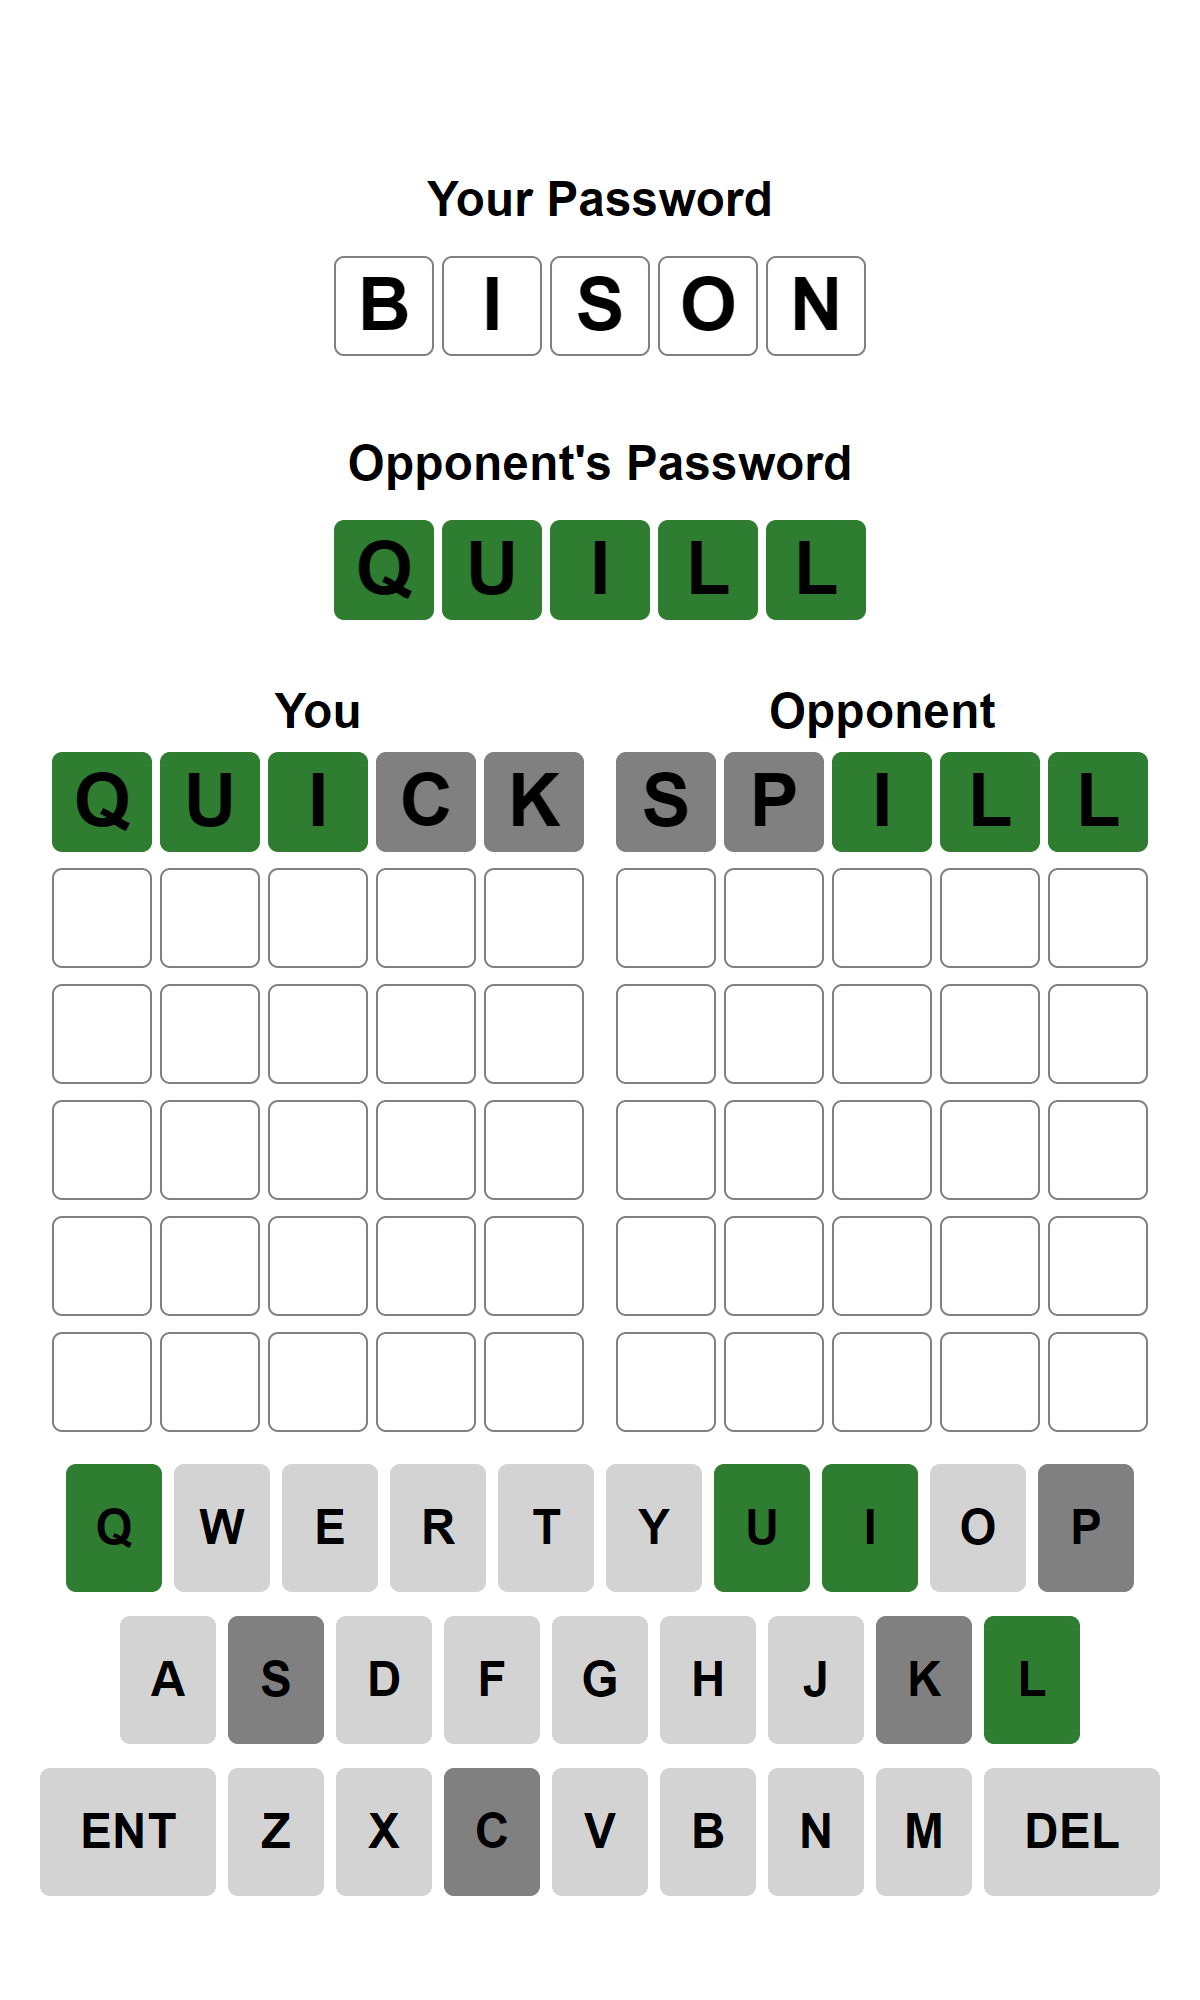 Your Password
B I S O N
Opponent's Password
Q U I L L
You Opponent
Q U I C K S P I L L
Q W E R T Y U I O P
A S D F G H J K L
ENT Z X C V B N M DEL